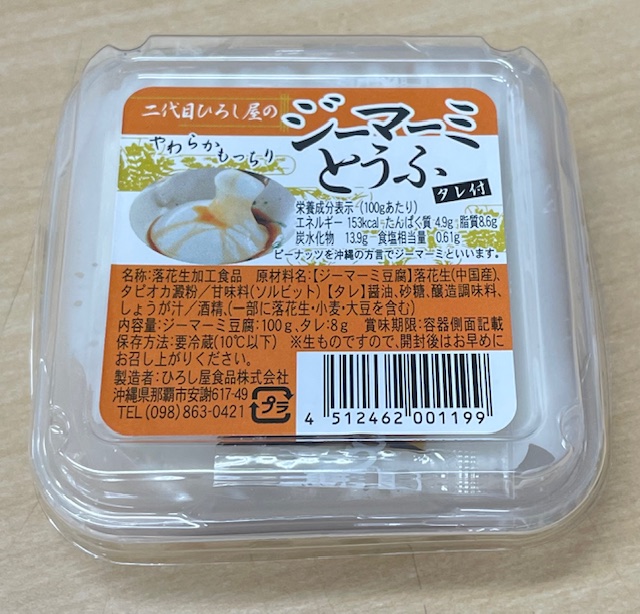 二代目ひろし屋の
ジーマーミ
とうふ
やわらかもっちり
タレ付
栄養成分表示（100gあたり）
エネルギー 153kcal たんぱく質 4.9g 脂質8.6g
炭水化物 13.9g 食塩相当量 0.61g
ピーナッツを沖縄の方言でジーマーミといいます。
名称:落花生加工食品 原材料名:【ジーマーミ豆腐】落花生(中国産)、
タピオカ澱粉／甘味料(ソルビット)【タレ】醤油、砂糖、醸造調味料、
しょうが汁／酒精、(一部に落花生・小麦・大豆を含む)
内容量:ジーマーミ豆腐:100g、タレ:8g 賞味期限:容器側面記載
保存方法:要冷蔵(10℃以下) ※生ものですので、開封後はお早めに
お召し上がりください。
製造者:ひろし屋食品株式会社
沖縄県那覇市安謝617-49
TEL(098)863-0421
プラ
4 512462 001199